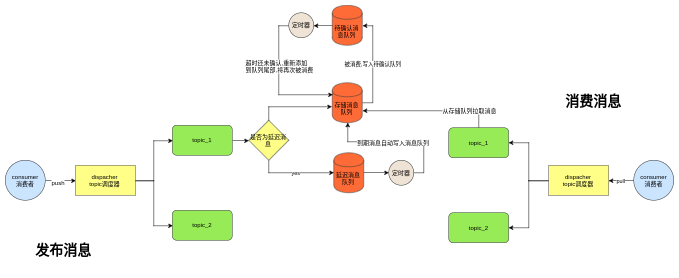 定时器
待确认消
息队列
超时还未确认,重新添加
到队列尾部,将再次被消费
被消费,写入待确认队列
存储消息
队列
消费消息
从存储队列拉取消息
topic_1
是否为延迟消
息
到期消息自动写入消息队列
topic_1
consumer
消费者
push
dispacher
topic调度器
yes
延迟消息
队列
定时器
dispacher
topic调度器
pull
consumer
消费者
topic_2
topic_2
发布消息